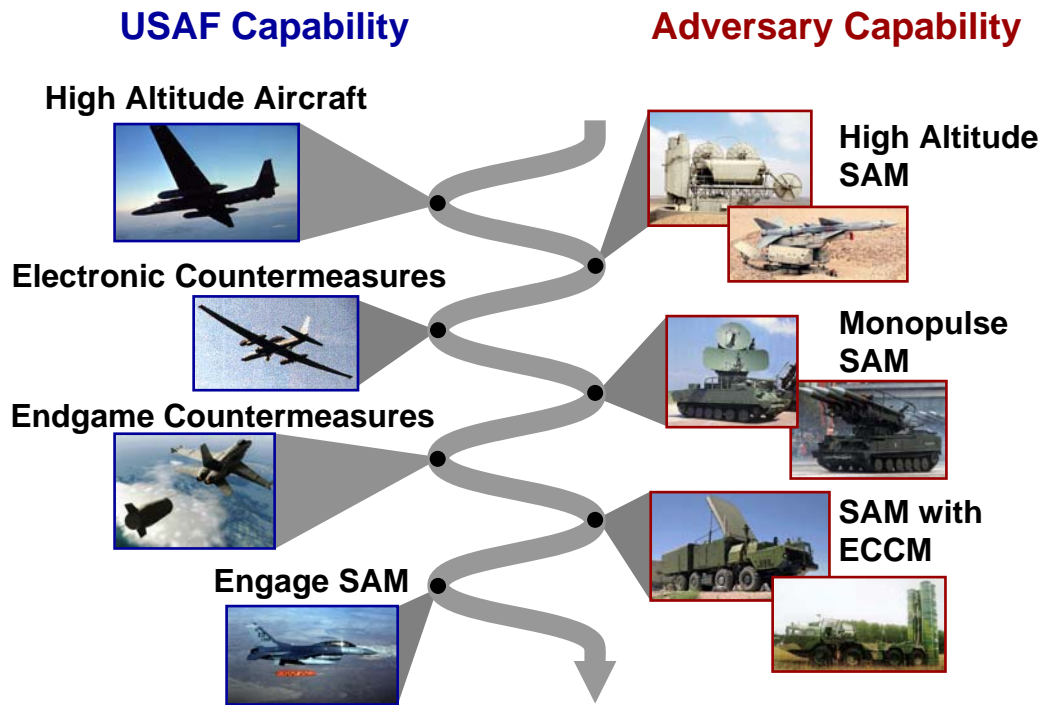 USAF Capability
Adversary Capability
High Altitude Aircraft
High Altitude
SAM
Electronic Countermeasures
Monopulse
SAM
Endgame Countermeasures
SAM with
ECCM
Engage SAM